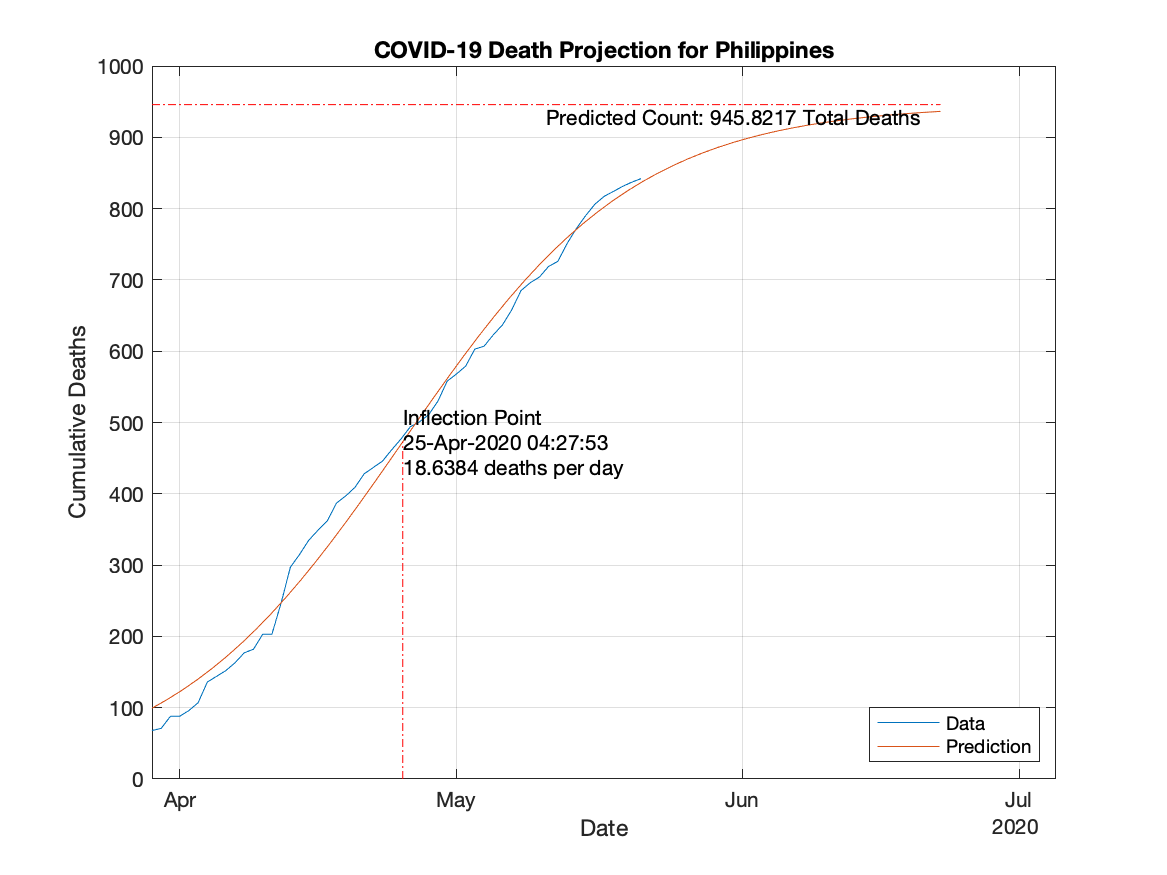 COVID-19 Death Projection for Philippines
1000
900
800
700
600
500
400
300
200
100
0
Cumulative Deaths
Predicted Count: 945.8217 Total Deaths
Inflection Point
25-Apr-2020 04:27:53
18.6384 deaths per day
Data
Prediction
Apr
May
Jun
Jul
2020
Date